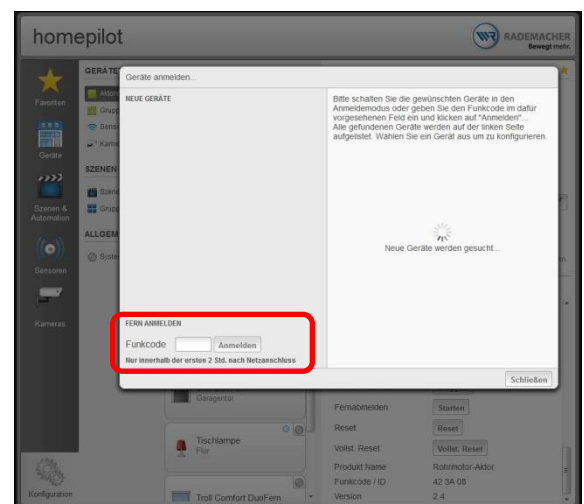 homepilot
RADEMACHER
Bewegt mehr.
Favoriten
Geräte
Szenen &
Automation
Sensoren
Kameras
Konfiguration
GERÄTE
SZENEN
ALLGEM
Geräte anmelden...
NEUE GERÄTE
Bitte schalten Sie die gewünschten Geräte in den
Anmeldemodus oder geben Sie den Funkcode im dafür
vorgesehenen Feld ein und klicken auf "Anmelden"...
Alle gefundenen Geräte werden auf der linken Seite
aufgelistet. Wählen Sie ein Gerät aus um zu konfigurieren.
Neue Geräte werden gesucht...
FERN ANMELDEN
Funkcode Anmelden
Nur innerhalb der ersten 2 Std. nach Netzanschluss
Schließen
Garagentor
Tischlampe
Flur
Troll Comfort DuoFern
Fernabmelden Starten
Reset Reset
Vollst. Reset Vollst. Reset
Produkt Name Rohrmotor-Aktor
Funkcode / ID 42 3A 08
Version 2.4